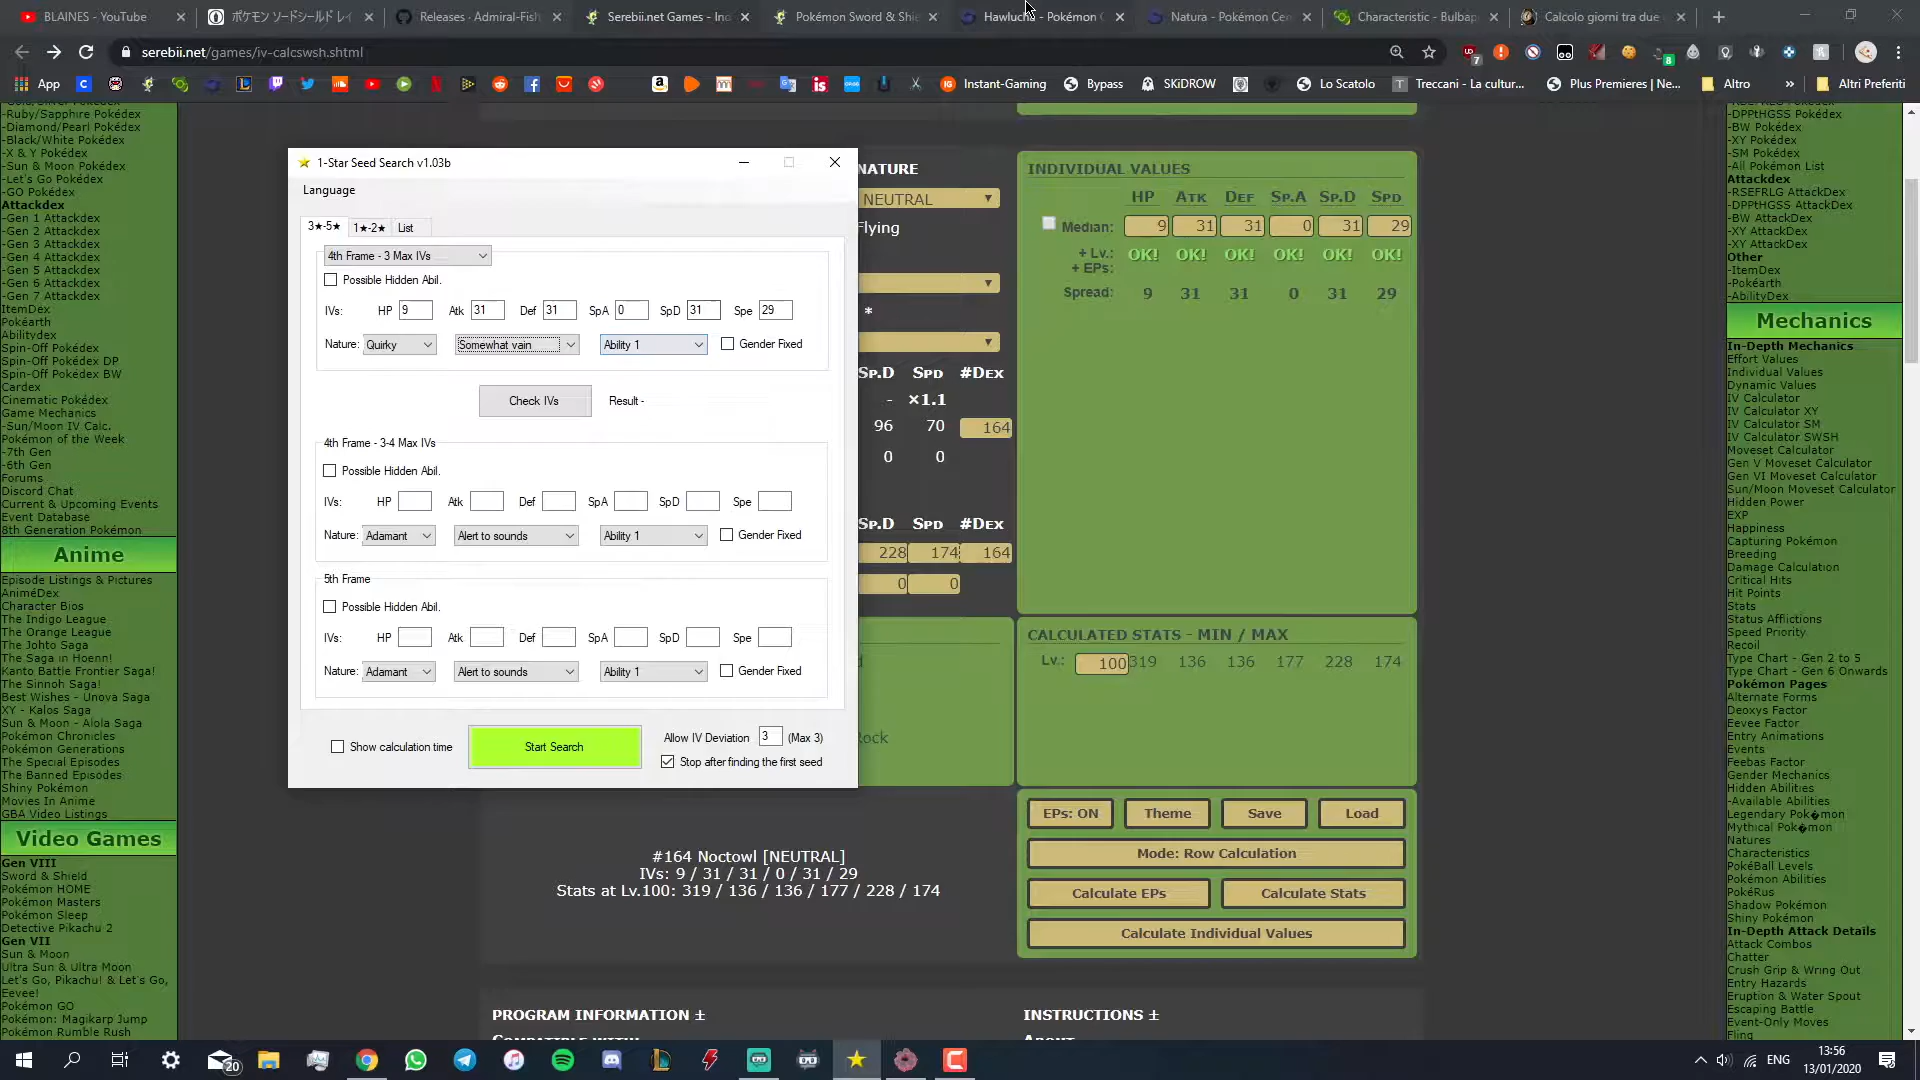 BLAINES - YouTube
ポケモン ソードシールド レイ
Releases · Admiral-Fish
Serebii.net Games - Ind
Pokémon Sword & Shie
Hawlucha - Pokémon C
Natura - Pokémon Cen
Characteristic - Bulbap
Calcolo giorni tra due
serebii.net/games/iv-calcswsh.shtml
App
Instant-Gaming
Bypass
SKiDROW
Lo Scatolo
Treccani - La cultur...
Plus Premieres | Ne...
Altro
»
Altri Preferiti
-Gold/Silver Pokédex
-Ruby/Sapphire Pokédex
-Diamond/Pearl Pokédex
-Black/White Pokédex
-X & Y Pokédex
-Sun & Moon Pokédex
-Let's Go Pokédex
-GO Pokédex
Attackdex
-Gen 1 Attackdex
-Gen 2 Attackdex
-Gen 3 Attackdex
-Gen 4 Attackdex
-Gen 5 Attackdex
-Gen 6 Attackdex
-Gen 7 Attackdex
ItemDex
Pokéarth
Abilitydex
Spin-Off Pokédex
Spin-Off Pokédex DP
Spin-Off Pokédex BW
Cardex
Cinematic Pokédex
Game Mechanics
-Sun/Moon IV Calc.
Pokémon of the Week
-7th Gen
-6th Gen
Forums
Discord Chat
Current & Upcoming Events
Event Database
8th Generation Pokémon
Anime
Episode Listings & Pictures
AniméDex
Character Bios
The Indigo League
The Orange League
The Johto Saga
The Saga in Hoenn!
Kanto Battle Frontier Saga!
The Sinnoh Saga!
Best Wishes - Unova Saga
XY - Kalos Saga
Sun & Moon - Alola Saga
Pokémon Chronicles
Pokémon Generations
The Special Episodes
The Banned Episodes
Shiny Pokémon
Movies In Anime
GBA Video Listings
Video Games
Gen VIII
Sword & Shield
Pokémon HOME
Pokémon Masters
Pokémon Sleep
Detective Pikachu 2
Gen VII
Sun & Moon
Ultra Sun & Ultra Moon
Let's Go, Pikachu! & Let's Go,
Eevee!
Pokémon GO
Pokémon: Magikarp Jump
Pokémon Rumble Rush
1-Star Seed Search v1.03b
Language
3★-5★
1★-2★
List
4th Frame - 3 Max IVs
Possible Hidden Abil.
IVs: HP 9 Atk 31 Def 31 SpA 0 SpD 31 Spe 29
Nature: Quirky Somewhat vain Ability 1 Gender Fixed
Check IVs Result -
4th Frame - 3-4 Max IVs
Possible Hidden Abil.
IVs: HP Atk Def SpA SpD Spe
Nature: Adamant Alert to sounds Ability 1 Gender Fixed
5th Frame
Possible Hidden Abil.
IVs: HP Atk Def SpA SpD Spe
Nature: Adamant Alert to sounds Ability 1 Gender Fixed
Show calculation time
Start Search
Allow IV Deviation 3 (Max 3)
Stop after finding the first seed
NATURE
NEUTRAL
Flying
*
Sp.D Spd #Dex
- ×1.1
96 70 164
0 0
Sp.D Spd #Dex
228 174 164
0 0
Rock
INDIVIDUAL VALUES
HP Atk Def Sp.A Sp.D Spd
Median: 9 31 31 0 31 29
+ Lv.: OK! OK! OK! OK! OK! OK!
+ EPs:
Spread: 9 31 31 0 31 29
CALCULATED STATS - MIN / MAX
Lv.: 100 319 136 136 177 228 174
EPs: ON
Theme
Save
Load
Mode: Row Calculation
Calculate EPs
Calculate Stats
Calculate Individual Values
#164 Noctowl [NEUTRAL]
IVs: 9 / 31 / 31 / 0 / 31 / 29
Stats at Lv.100: 319 / 136 / 136 / 177 / 228 / 174
PROGRAM INFORMATION ±
INSTRUCTIONS ±
-RSEFRLG Pokédex
-DPPtHGSS Pokédex
-BW Pokédex
-XY Pokédex
-SM Pokédex
-All Pokémon List
Attackdex
-RSEFRLG AttackDex
-DPPtHGSS AttackDex
-BW AttackDex
-XY AttackDex
-XY AttackDex
Other
-ItemDex
-Pokéarth
-AbilityDex
Mechanics
In-Depth Mechanics
Effort Values
Individual Values
Dynamic Values
IV Calculator
IV Calculator XY
IV Calculator SM
IV Calculator SWSH
Moveset Calculator
Gen V Moveset Calculator
Gen VI Moveset Calculator
Sun/Moon Moveset Calculator
Hidden Power
EXP
Happiness
Capturing Pokémon
Breeding
Damage Calculation
Critical Hits
Hit Points
Stats
Status Afflictions
Speed Priority
Recoil
Type Chart - Gen 2 to 5
Type Chart - Gen 6 Onwards
Pokémon Pages
Alternate Forms
Deoxys Factor
Eevee Factor
Entry Animations
Events
Feebas Factor
Gender Mechanics
Hidden Abilities
-Available Abilities
Legendary Pok�mon
Mythical Pok�mon
Natures
Characteristics
PokéBall Levels
Pokémon Abilities
PokéRus
Shadow Pokémon
Shiny Pokémon
In-Depth Attack Details
Attack Combos
Chatter
Crush Grip & Wring Out
Entry Hazards
Eruption & Water Spout
Escaping Battle
Event-Only Moves
Fling
20
ENG
13:56
13/01/2020